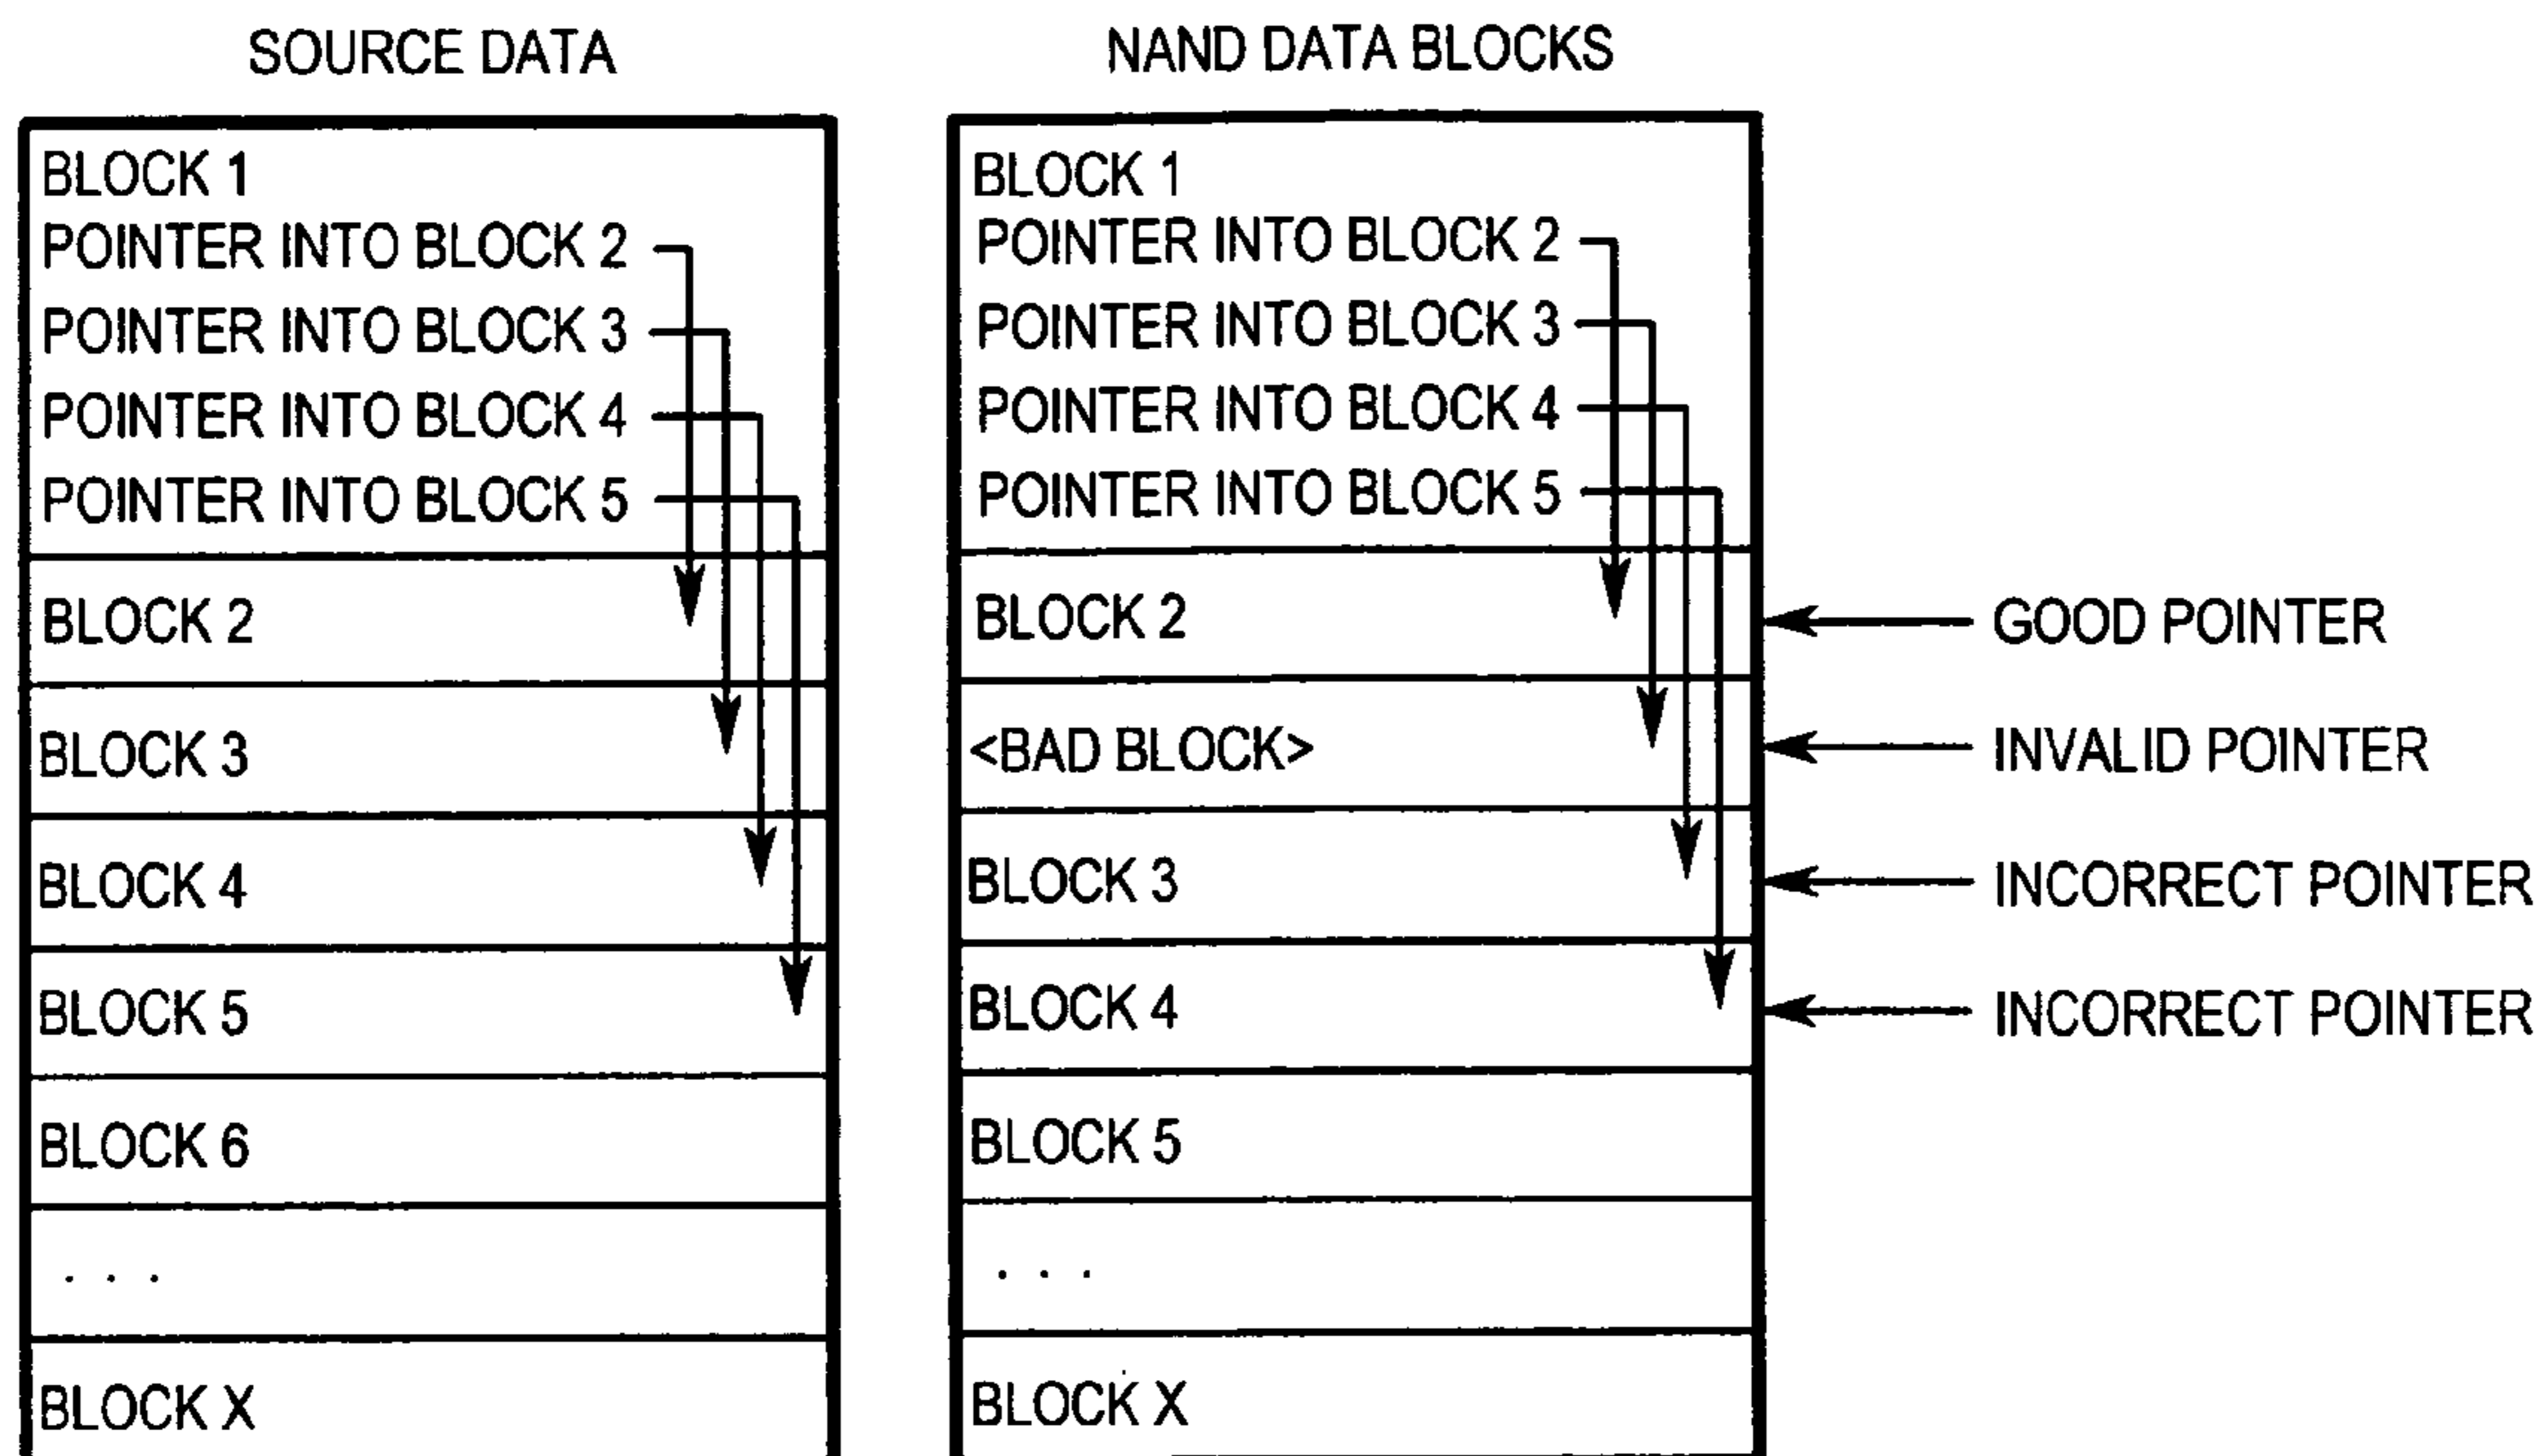 SOURCE DATA
BLOCK 1
POINTER INTO BLOCK 2
POINTER INTO BLOCK 3
POINTER INTO BLOCK 4
POINTER INTO BLOCK 5
BLOCK 2
BLOCK 3
BLOCK 4
BLOCK 5
BLOCK 6
. . .
BLOCK X
NAND DATA BLOCKS
BLOCK 1
POINTER INTO BLOCK 2
POINTER INTO BLOCK 3
POINTER INTO BLOCK 4
POINTER INTO BLOCK 5
BLOCK 2
<BAD BLOCK>
BLOCK 3
BLOCK 4
BLOCK 5
. . .
BLOCK X
GOOD POINTER
INVALID POINTER
INCORRECT POINTER
INCORRECT POINTER